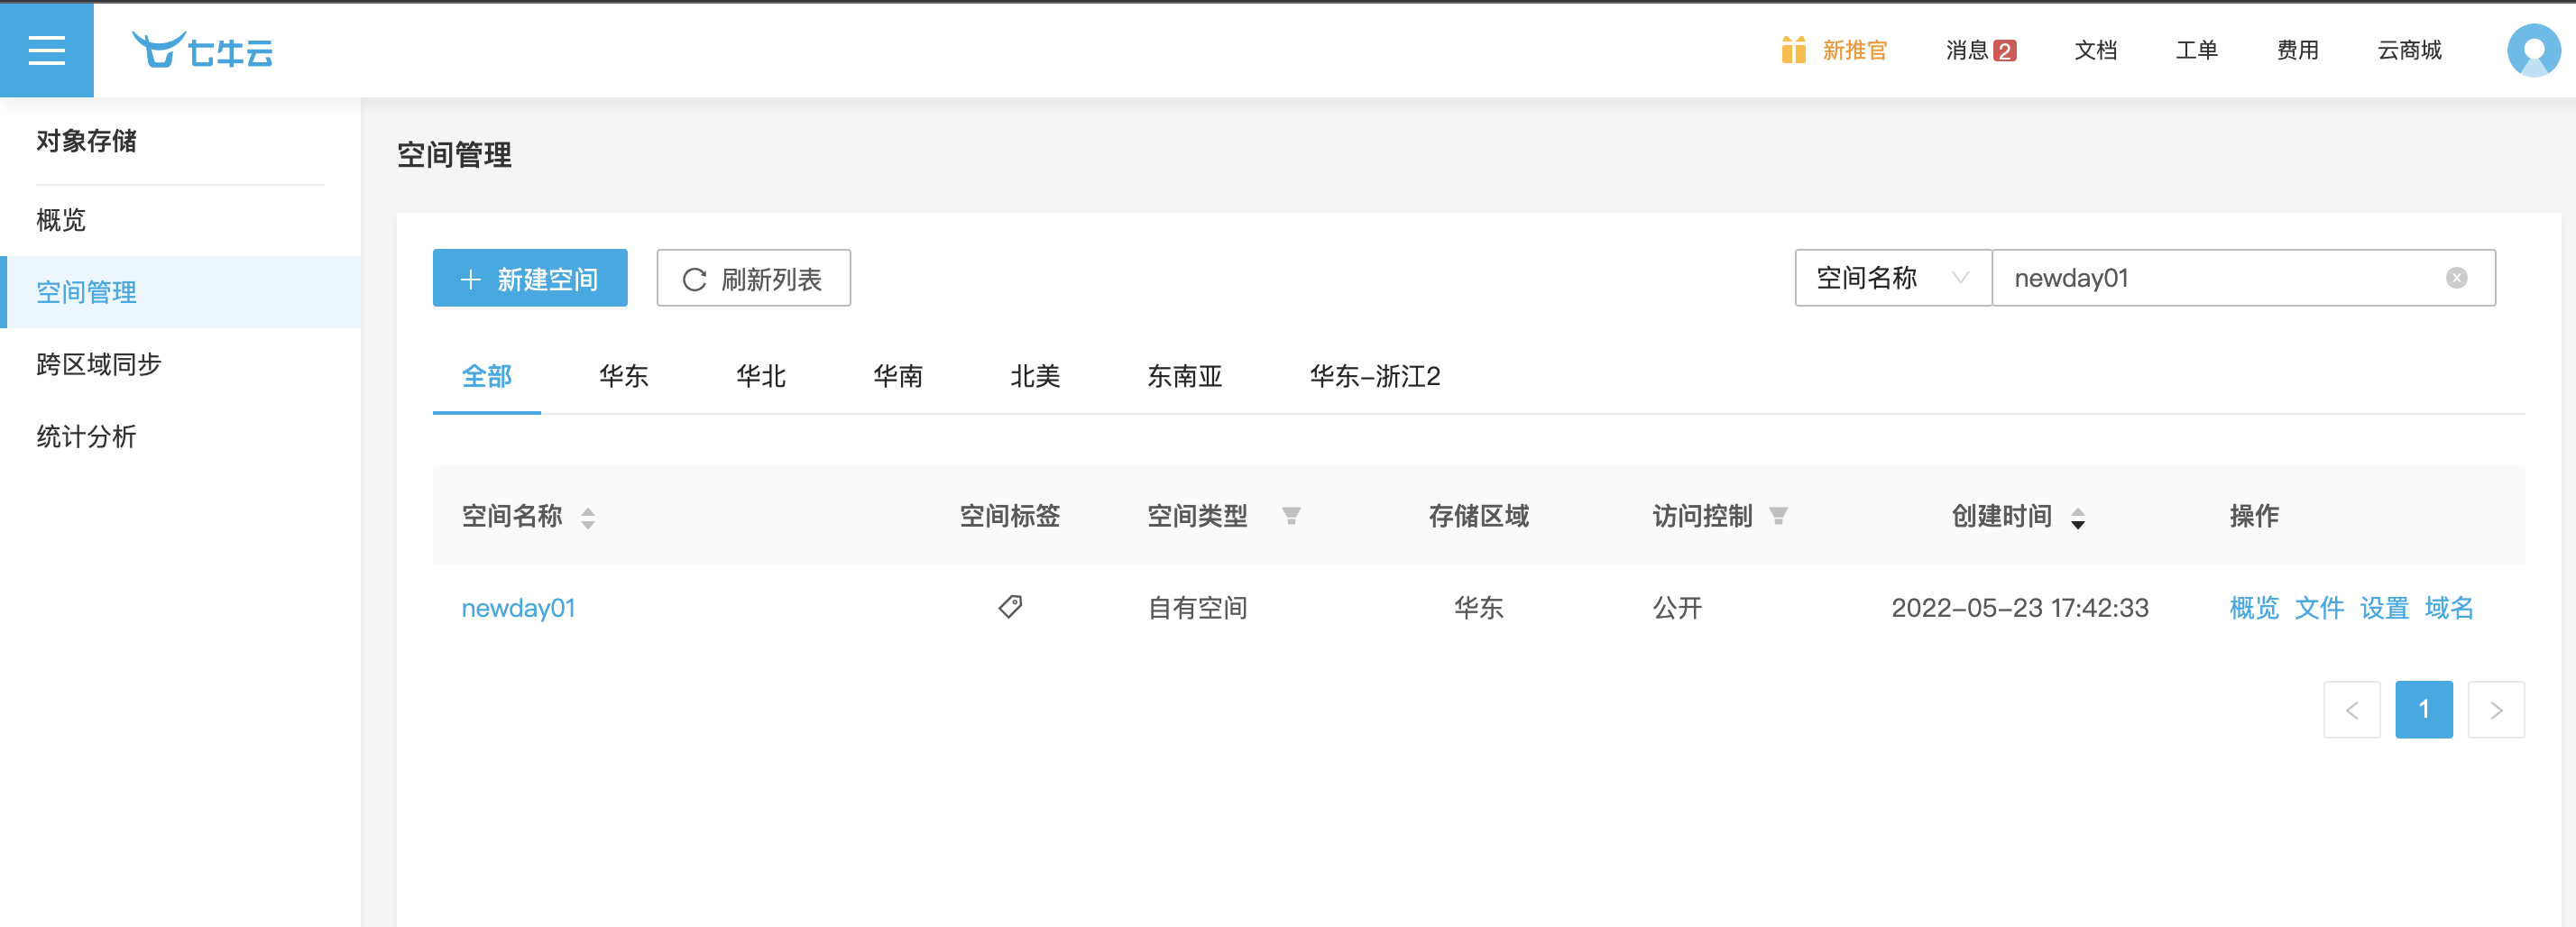 七牛云
新推官 消息 2 文档 工单 费用 云商城
对象存储
概览
空间管理
跨区域同步
统计分析
空间管理
新建空间 刷新列表 空间名称 newday01
全部 华东 华北 华南 北美 东南亚 华东-浙江2
空间名称 空间标签 空间类型 存储区域 访问控制 创建时间 操作
newday01 自有空间 华东 公开 2022-05-23 17:42:33 概览 文件 设置 域名
1